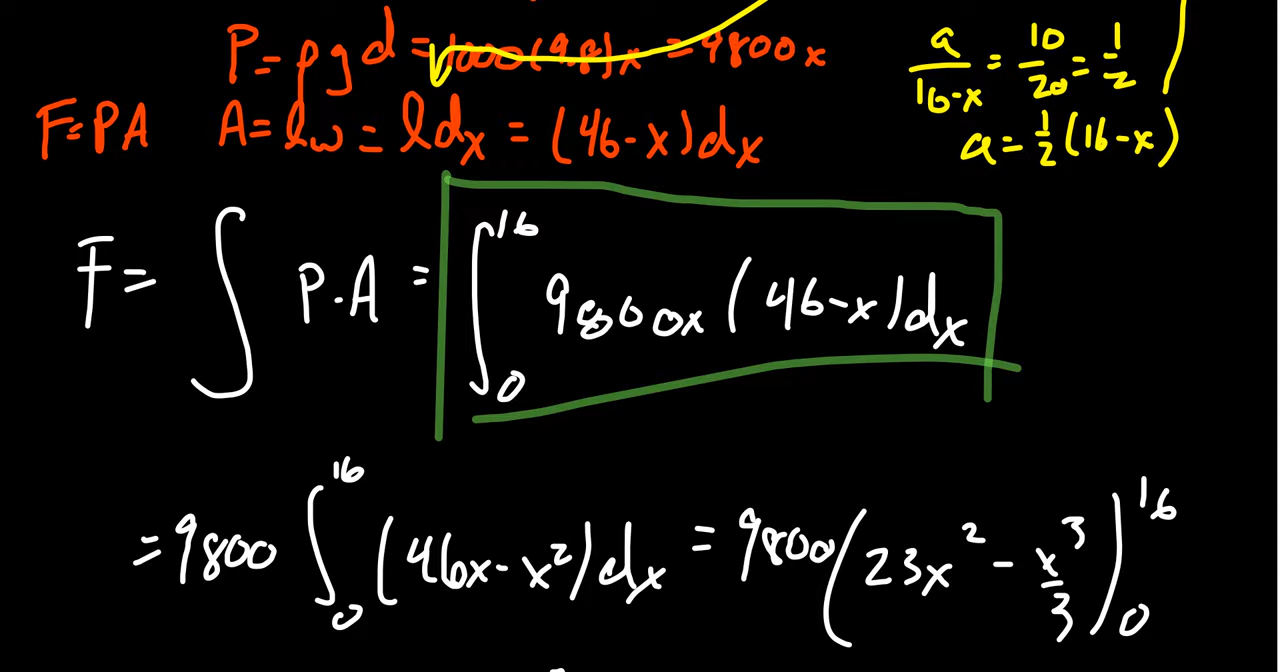 P = ρgd = 1000(9.8)x = 9800x
a/(16-x) = 10/20 = 1/2
F=PA A = lw = ldx = (46-x)dx
a = 1/2(16-x)
F = ∫ P·A = ∫₀¹⁶ 9800x(46-x)dx
= 9800 ∫₀¹⁶ (46x - x²)dx = 9800(23x² - x³/3)₀¹⁶